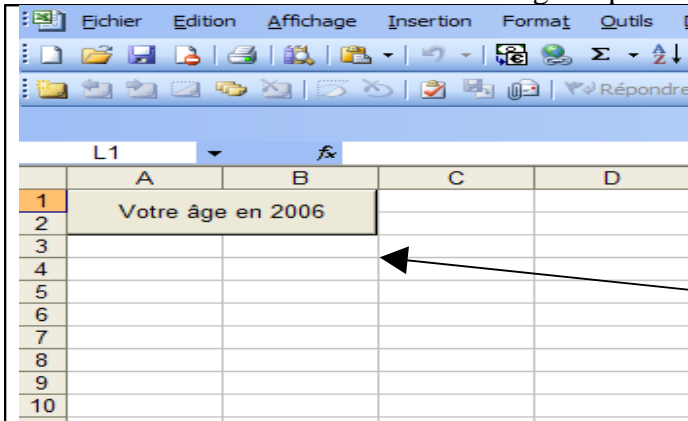 Fichier Edition Affichage Insertion Format Outils
Répondre
L1 fx
A B C D
1
Votre âge en 2006
2
3
4
5
6
7
8
9
10